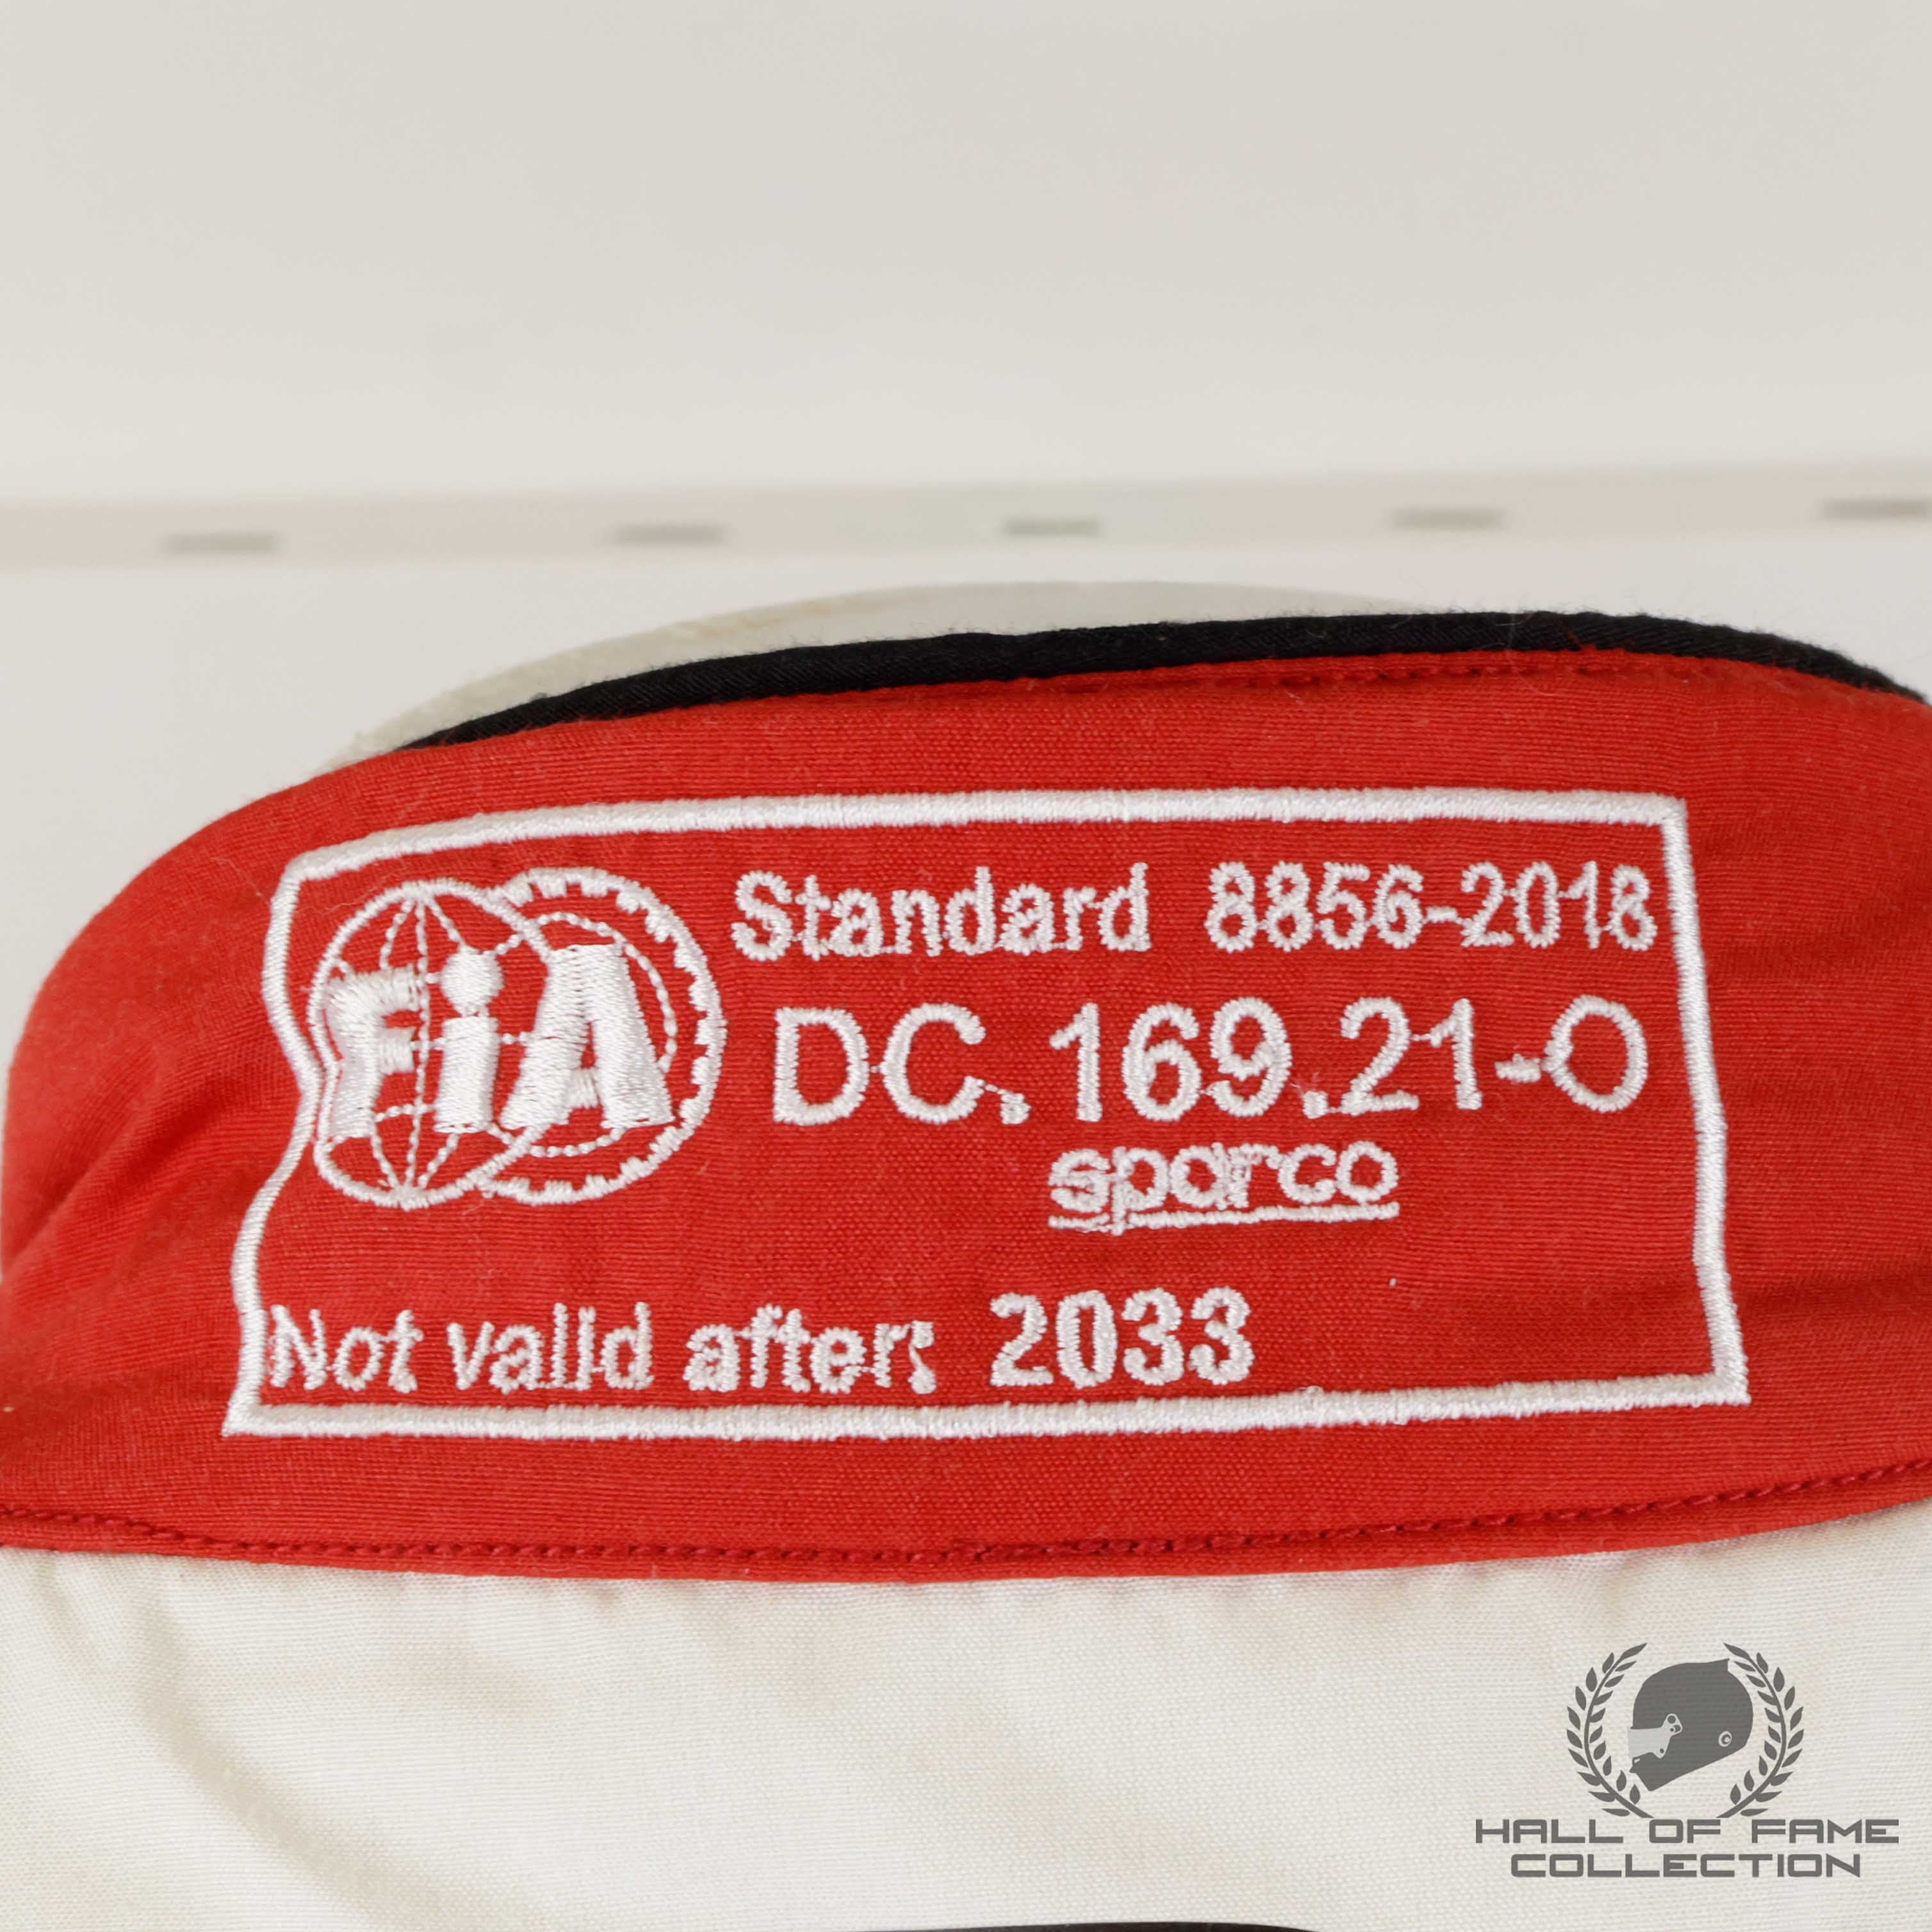 FiA
Standard 8856-2018
DC.169.21-O
sparco
Not valid after: 2033
HALL OF FAME
COLLECTION